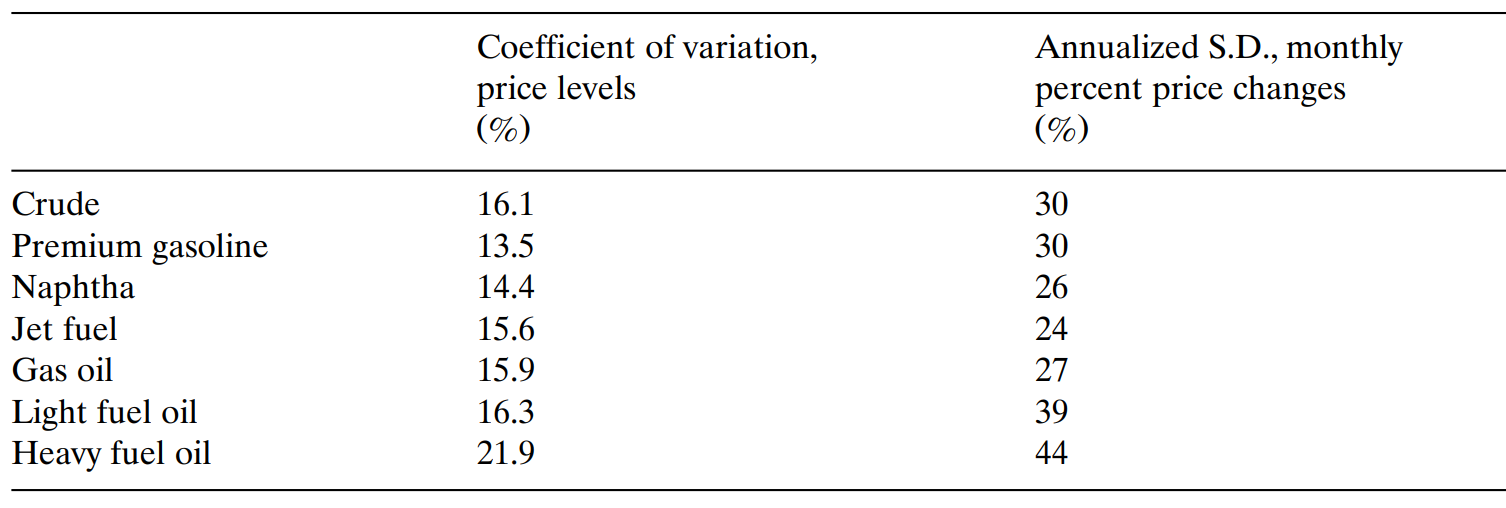 Coefficient of variation, Annualized S.D., monthly
price levels percent price changes
(%) (%)
Crude 16.1 30
Premium gasoline 13.5 30
Naphtha 14.4 26
Jet fuel 15.6 24
Gas oil 15.9 27
Light fuel oil 16.3 39
Heavy fuel oil 21.9 44